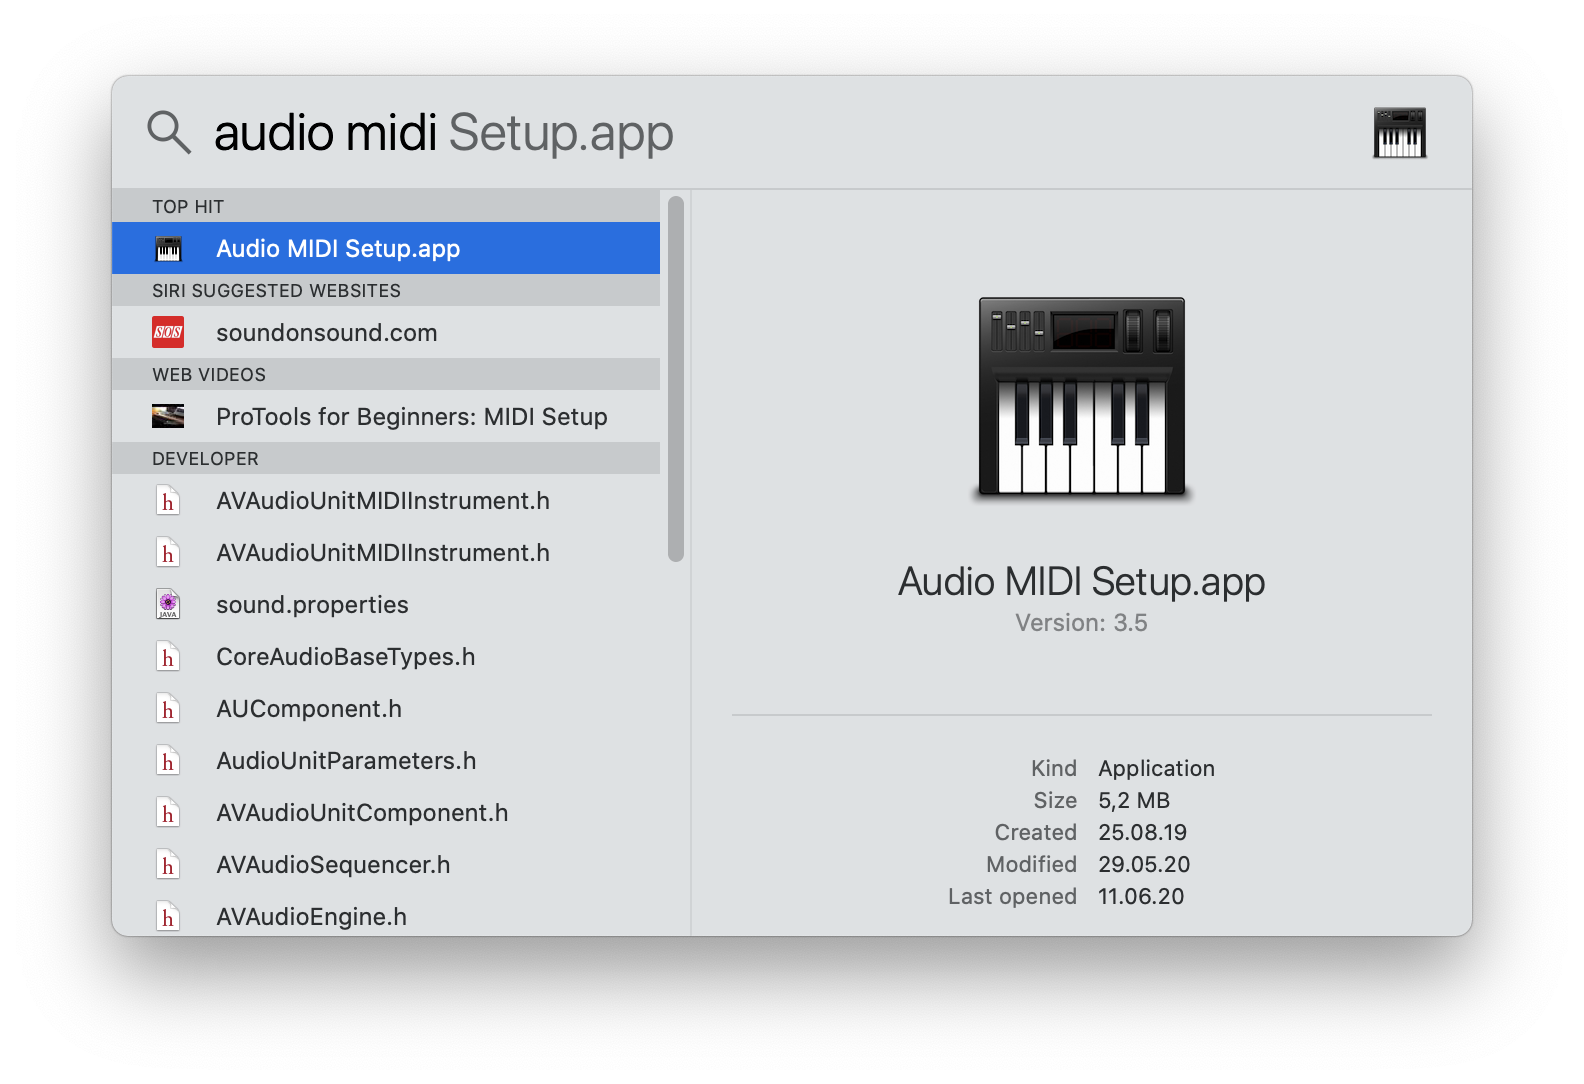 audio midi Setup.app
TOP HIT
Audio MIDI Setup.app
SIRI SUGGESTED WEBSITES
SOS
soundonsound.com
WEB VIDEOS
ProTools for Beginners: MIDI Setup
DEVELOPER
h AVAudioUnitMIDIInstrument.h
h AVAudioUnitMIDIInstrument.h
JAVA
sound.properties
h CoreAudioBaseTypes.h
h AUComponent.h
h AudioUnitParameters.h
h AVAudioUnitComponent.h
h AVAudioSequencer.h
h AVAudioEngine.h
Audio MIDI Setup.app
Version: 3.5
Kind Application
Size 5,2 MB
Created 25.08.19
Modified 29.05.20
Last opened 11.06.20